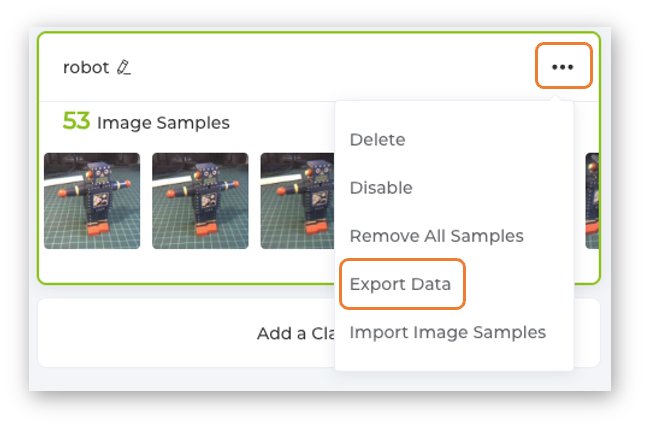 robot
53 Image Samples
Delete
Disable
Remove All Samples
Export Data
Import Image Samples
Add a Cla